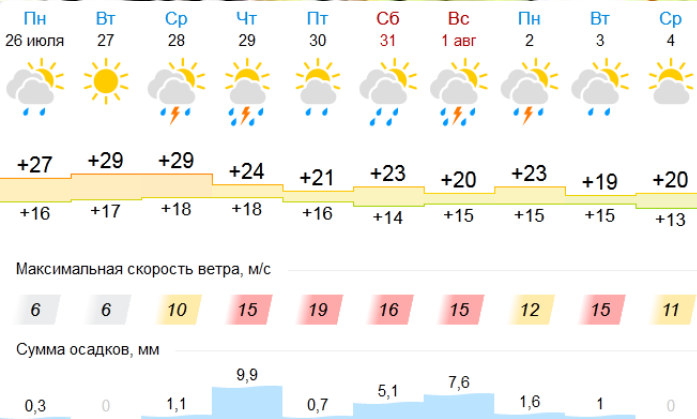 Пн Вт Ср Чт Пт Сб Вс Пн Вт Ср
26 июля 27 28 29 30 31 1 авг 2 3 4
+27 +29 +29 +24 +21 +23 +20 +23 +19 +20
+16 +17 +18 +18 +16 +14 +15 +15 +15 +13
Максимальная скорость ветра, м/с
6 6 10 15 19 16 15 12 15 11
Сумма осадков, мм
0,3 0 1,1 9,9 0,7 5,1 7,6 1,6 1 0